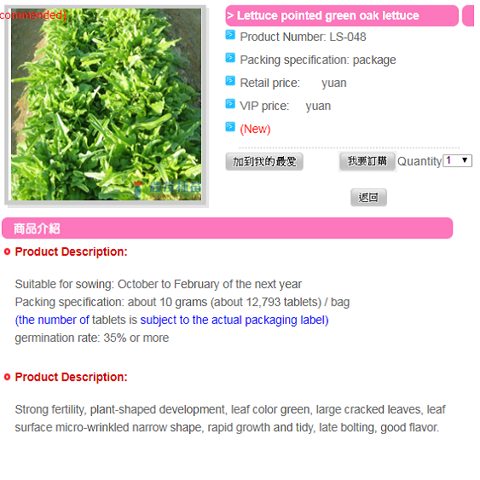 commended)
> Lettuce pointed green oak lettuce
Product Number: LS-048
Packing specification: package
Retail price: yuan
VIP price: yuan
(New)
加到我的最愛
我要訂購 Quantity 1
返回
商品介紹
Product Description:
Suitable for sowing: October to February of the next year
Packing specification: about 10 grams (about 12,793 tablets) / bag
(the number of tablets is subject to the actual packaging label)
germination rate: 35% or more
Product Description:
Strong fertility, plant-shaped development, leaf color green, large cracked leaves, leaf
surface micro-wrinkled narrow shape, rapid growth and tidy, late bolting, good flavor.